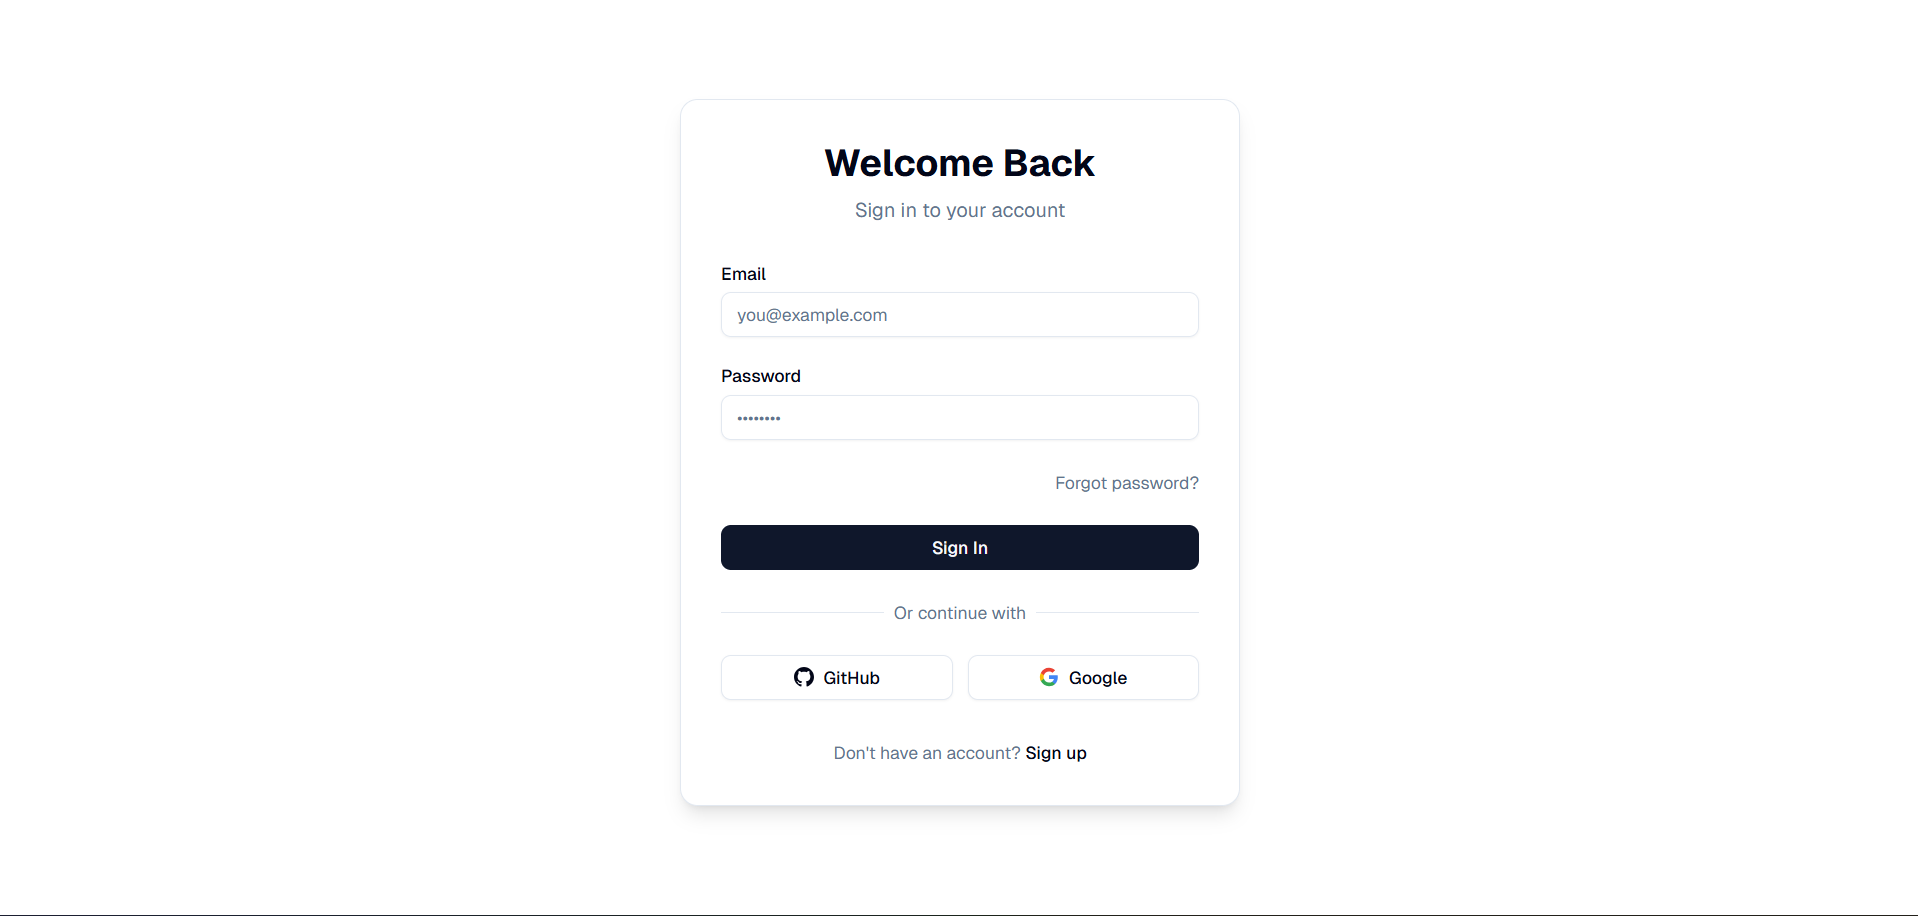 Welcome Back
Sign in to your account
Email
you@example.com
Password
••••••••
Forgot password?
Sign In
Or continue with
GitHub
Google
Don't have an account? Sign up